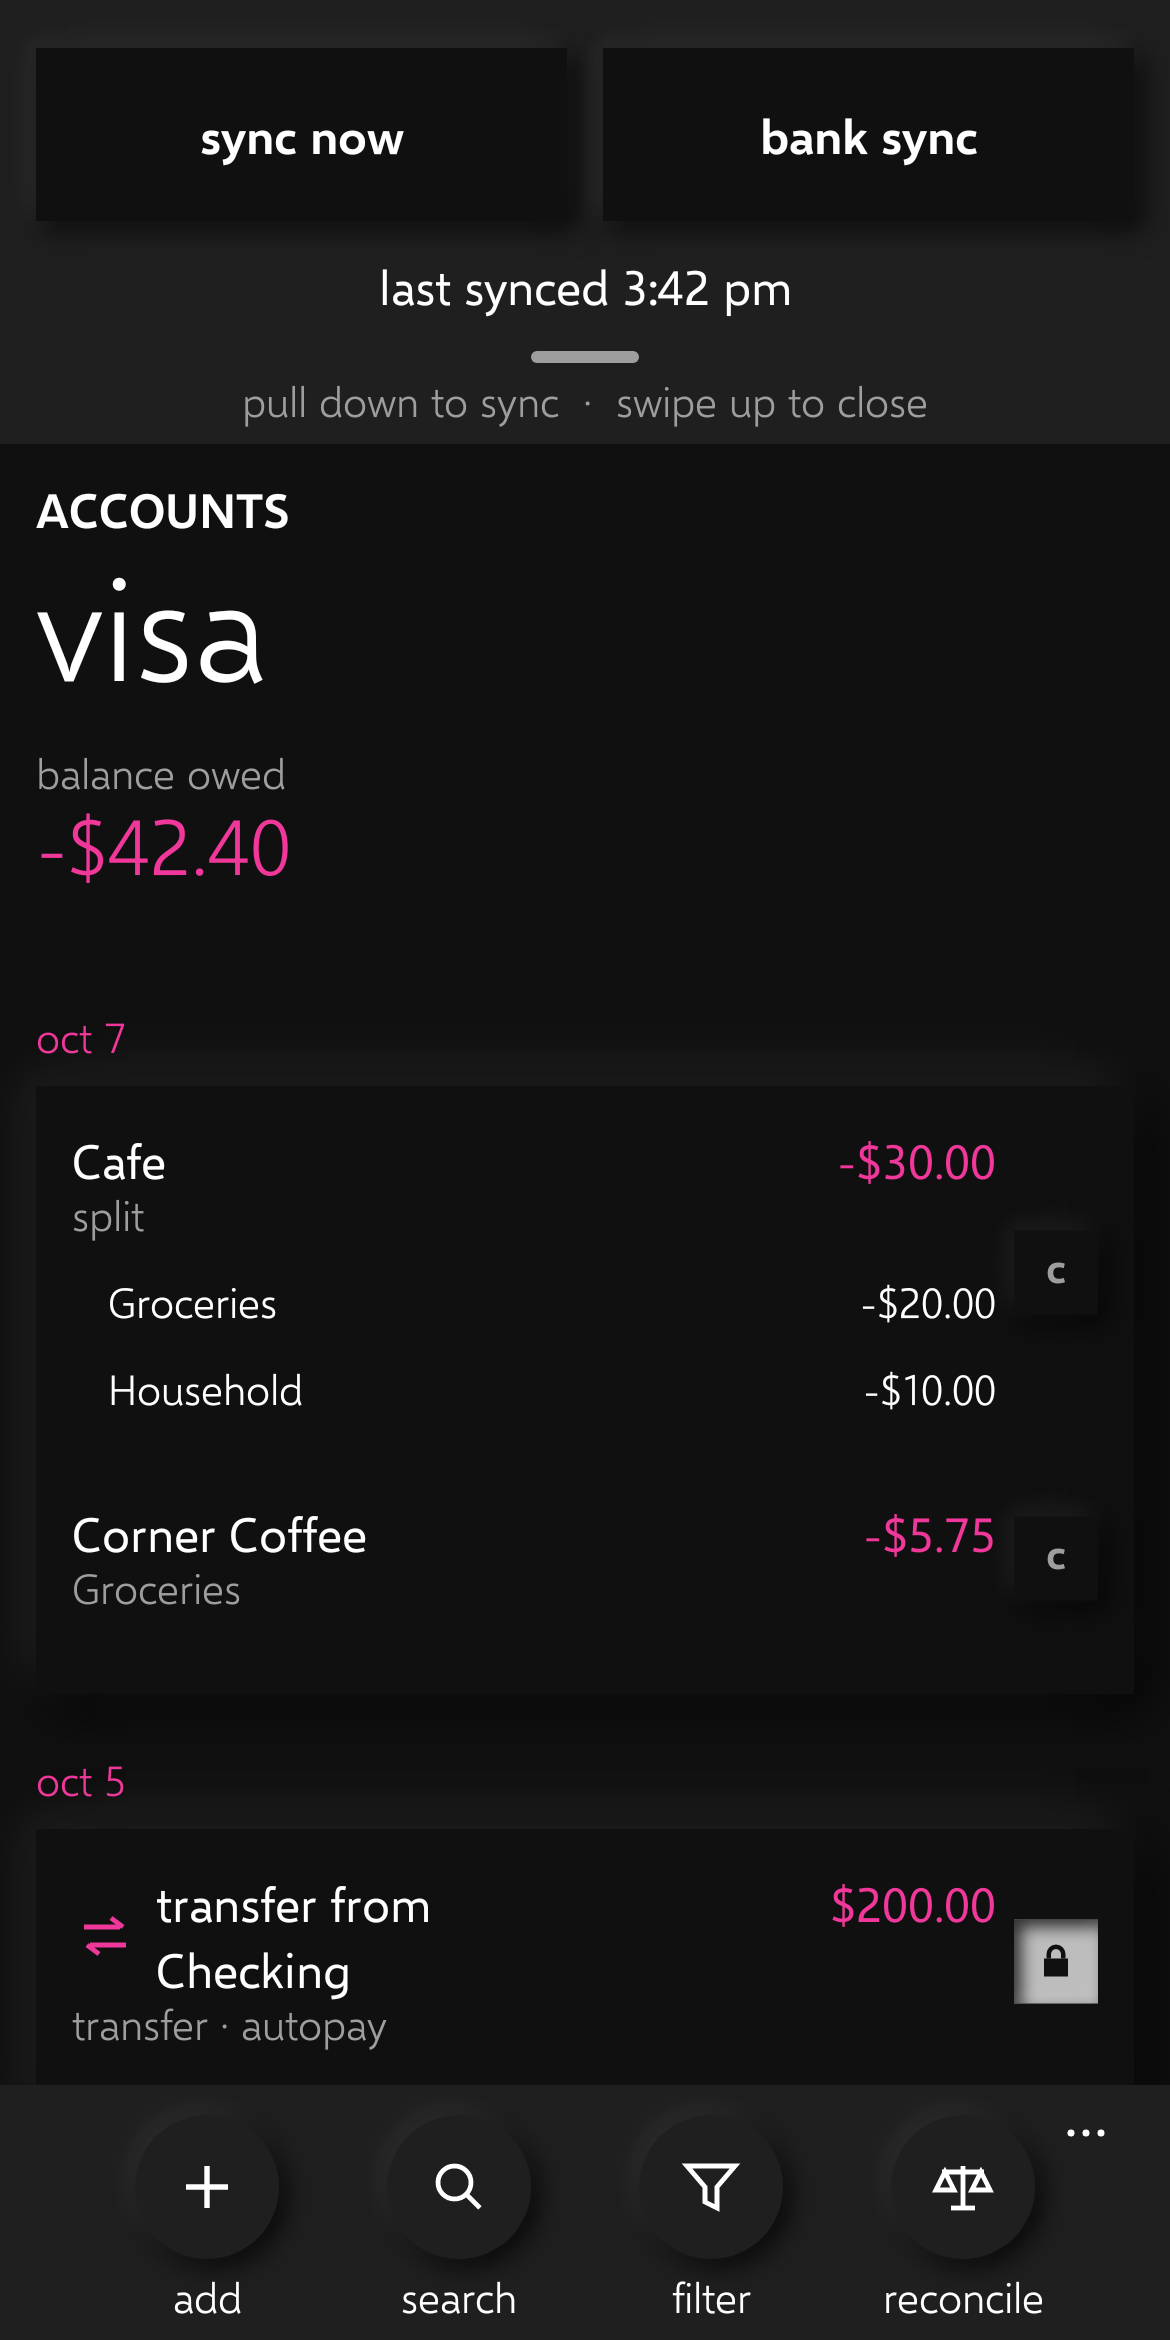 sync now
bank sync
last synced 3:42 pm
pull down to sync · swipe up to close
ACCOUNTS
visa
balance owed
-$42.40
oct 7
Cafe
-$30.00
split
c
Groceries
-$20.00
Household
-$10.00
Corner Coffee
-$5.75
c
Groceries
oct 5
transfer from
$200.00
Checking
transfer · autopay
...
add
search
filter
reconcile